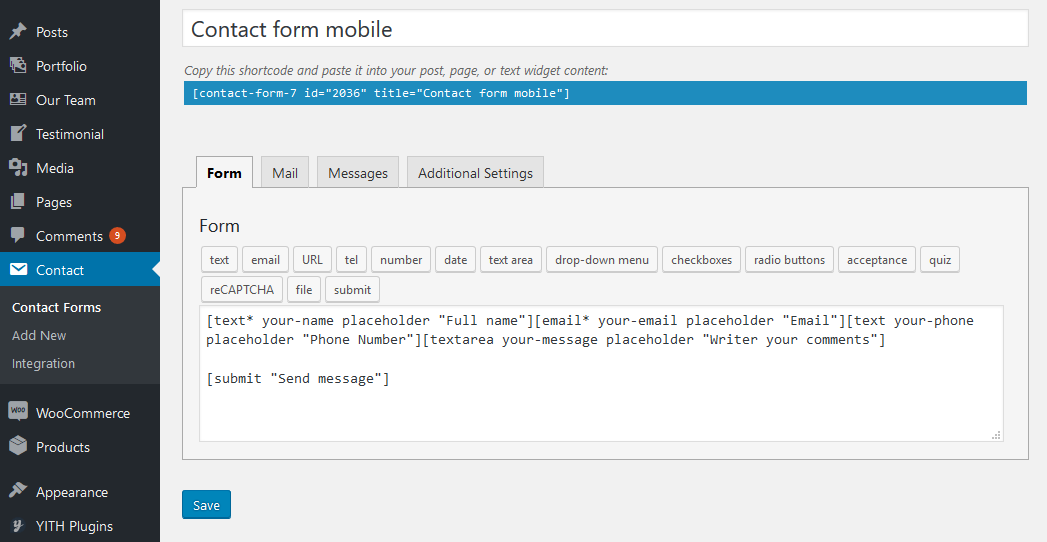 Posts
Portfolio
Our Team
Testimonial
Media
Pages
Comments 9
Contact
Contact Forms
Add New
Integration
WOO WooCommerce
Products
Appearance
YITH Plugins
Contact form mobile
Copy this shortcode and paste it into your post, page, or text widget content:
[contact-form-7 id="2036" title="Contact form mobile"]
Form Mail Messages Additional Settings
Form
text email URL tel number date text area drop-down menu checkboxes radio buttons acceptance quiz
reCAPTCHA file submit
[text* your-name placeholder "Full name"][email* your-email placeholder "Email"][text your-phone
placeholder "Phone Number"][textarea your-message placeholder "Writer your comments"]
[submit "Send message"]
Save